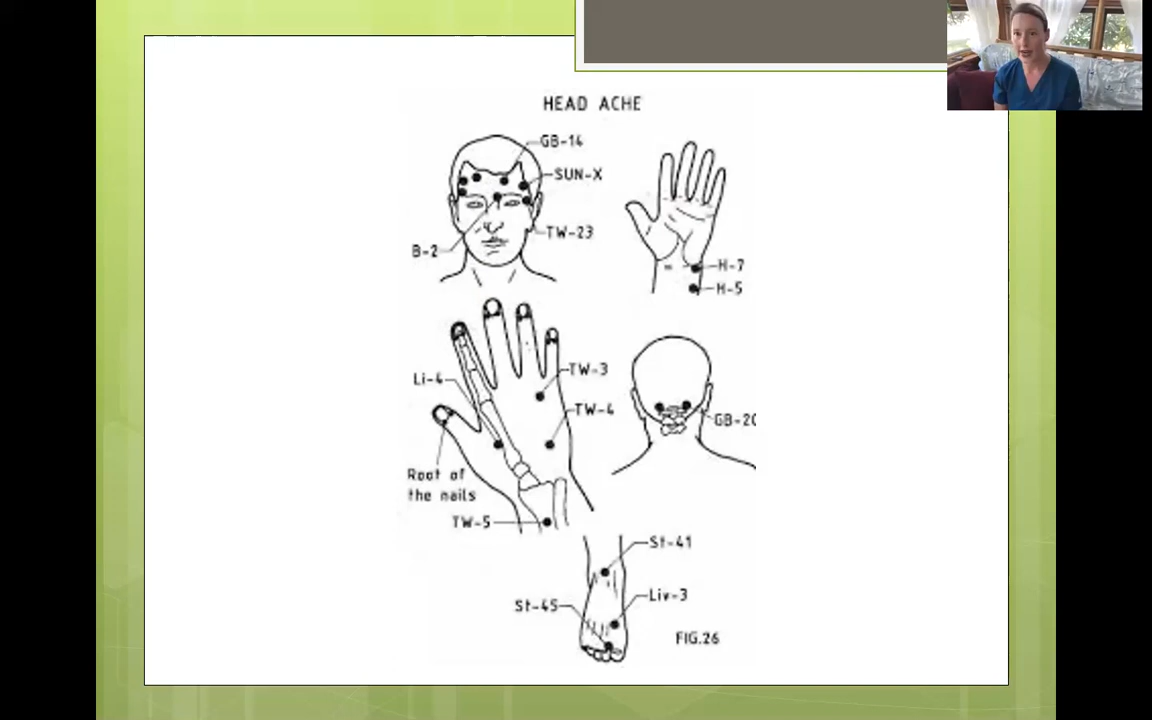 HEAD ACHE
GB-14
SUN-X
TW-23
B-2
H-7
H-5
TW-3
Li-4
TW-4
GB-20
Root of
the nails
TW-5
St-41
Liv-3
St-45
FIG.26